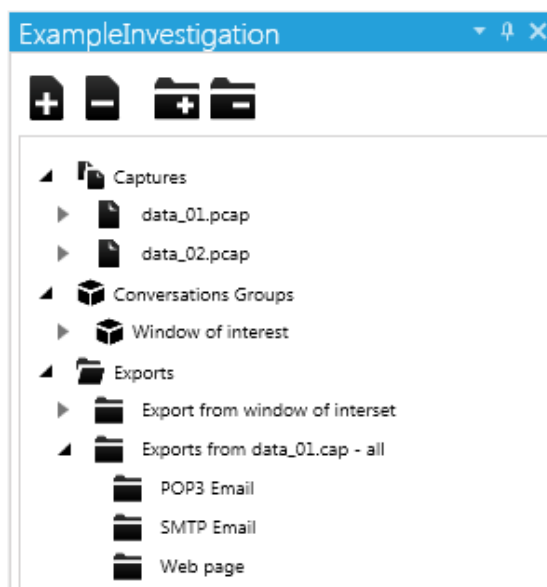 ExampleInvestigation
Captures
data_01.pcap
data_02.pcap
Conversations Groups
Window of interest
Exports
Export from window of interset
Exports from data_01.cap - all
POP3 Email
SMTP Email
Web page